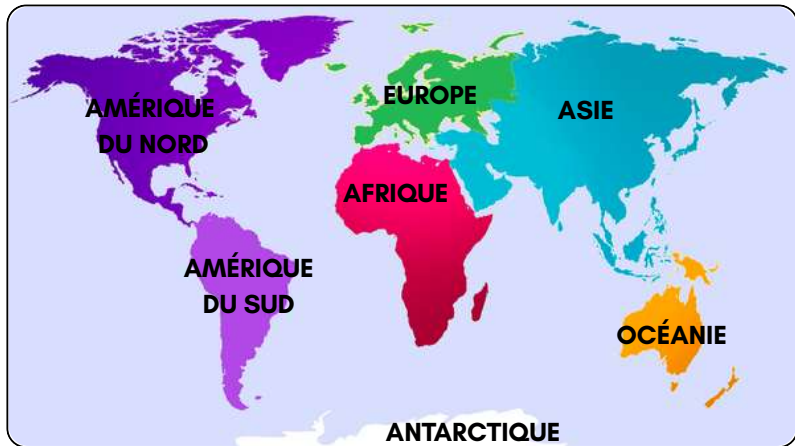 AMÉRIQUE
DU NORD
EUROPE
ASIE
AFRIQUE
AMÉRIQUE
DU SUD
OCÉANIE
ANTARCTIQUE